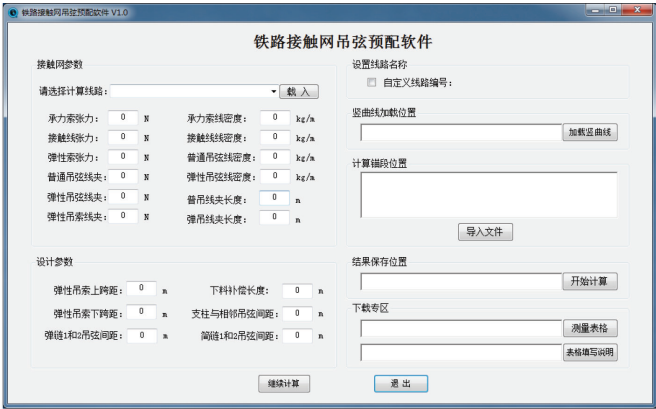 铁路接触网吊弦预配软件 V1.0
铁路接触网吊弦预配软件
接触网参数
请选择计算线路: 载 入
承力索张力: 0 N 承力索线密度: 0 kg/m
接触线张力: 0 N 接触线线密度: 0 kg/m
弹性索张力: 0 N 普通吊弦线密度: 0 kg/m
普通吊弦线夹: 0 N 弹性吊弦线密度: 0 kg/m
弹性吊弦线夹: 0 N 普吊线夹长度: 0 m
弹性吊索线夹: 0 N 弹吊线夹长度: 0 m
设计参数
弹性吊索上跨距: 0 m 下料补偿长度: 0 m
弹性吊索下跨距: 0 m 支柱与相邻吊弦间距: 0 m
弹链1和2吊弦间距: 0 m 简链1和2吊弦间距: 0 m
设置线路名称
自定义线路编号:
竖曲线加载位置
加载竖曲线
计算锚段位置
导入文件
结果保存位置
开始计算
下载专区
测量表格
表格填写说明
继续计算 退 出